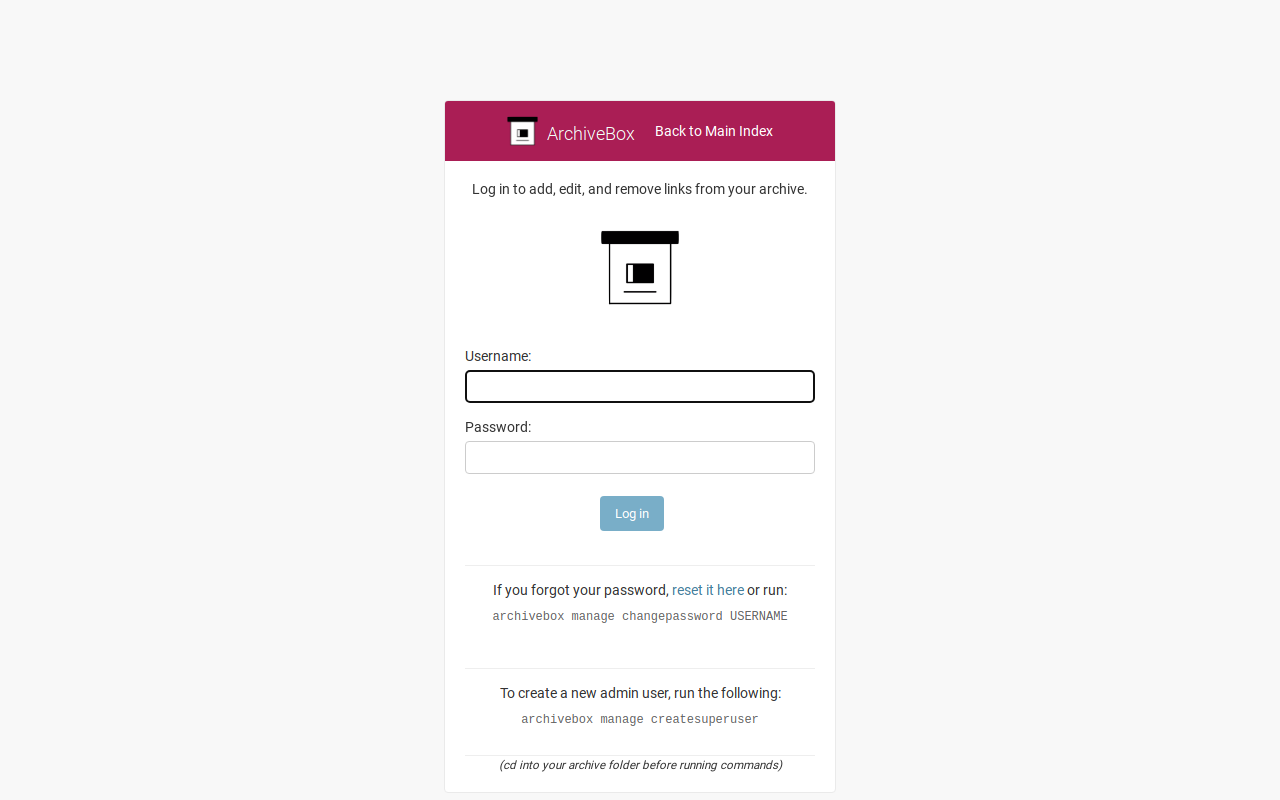 ArchiveBox Back to Main Index
Log in to add, edit, and remove links from your archive.
Username:
Password:
Log in
If you forgot your password, reset it here or run:
archivebox manage changepassword USERNAME
To create a new admin user, run the following:
archivebox manage createsuperuser
(cd into your archive folder before running commands)